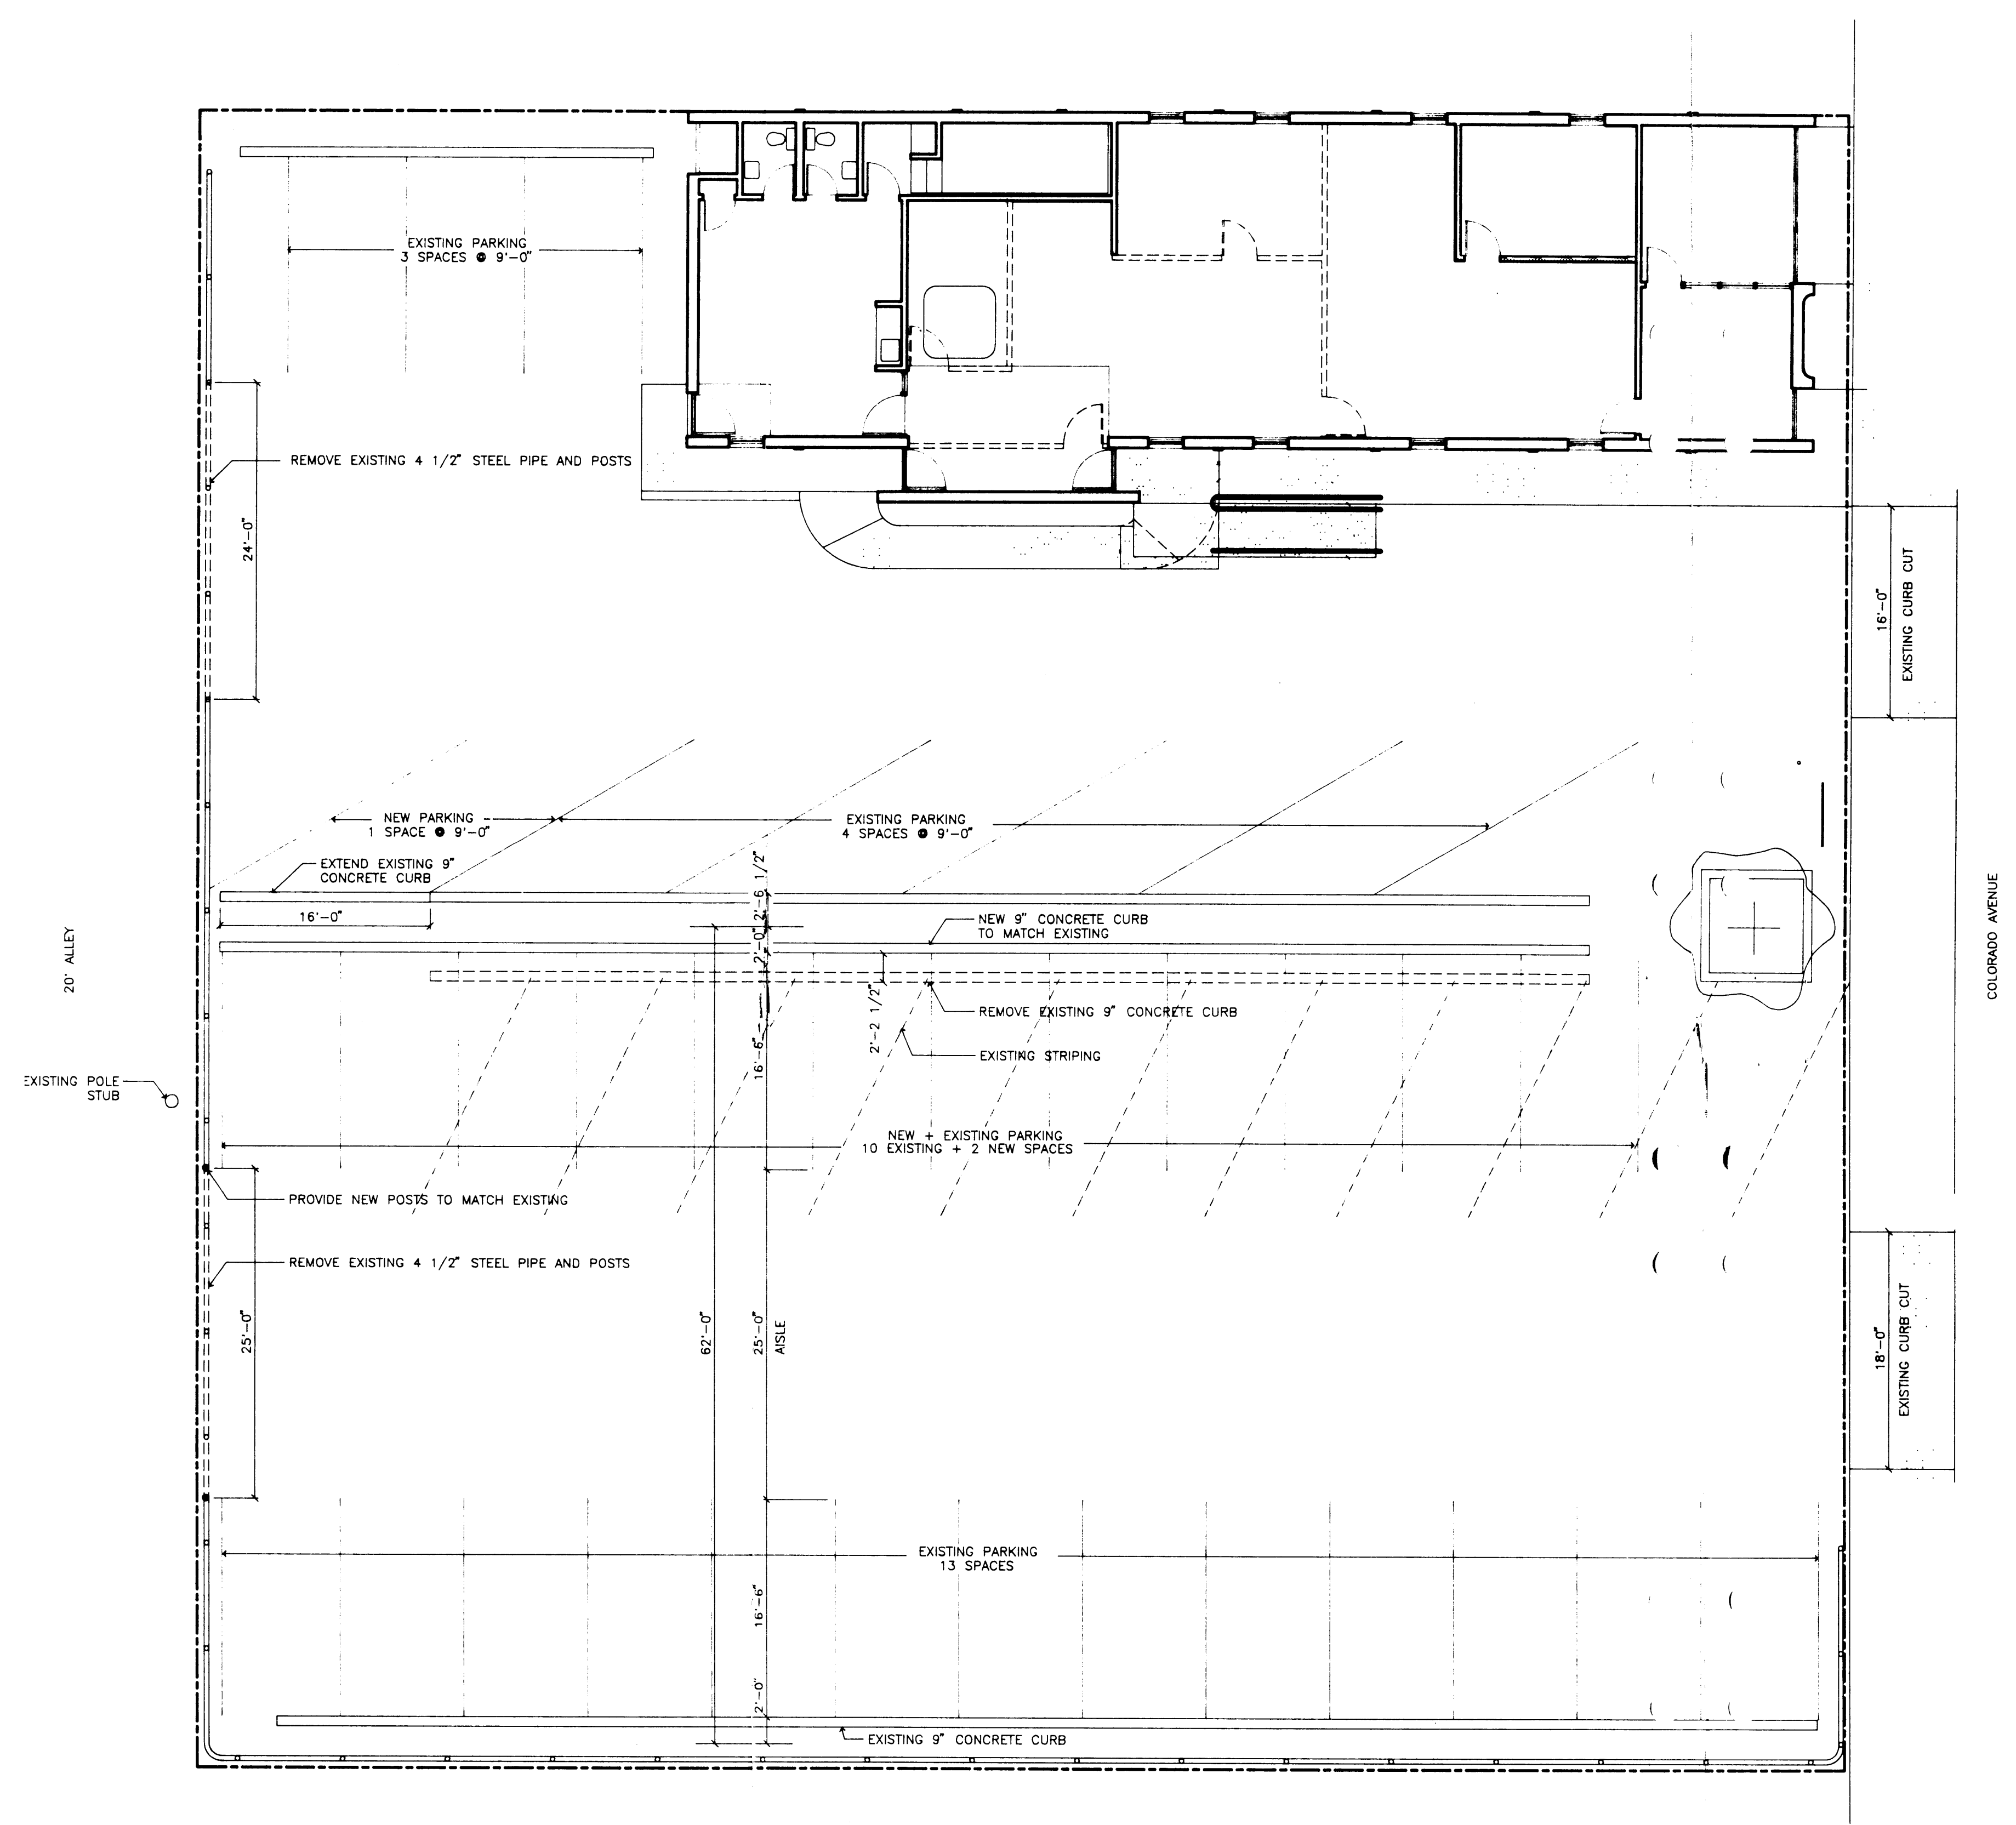 EXISTING PARKING
3 SPACES @ 9'-0"
REMOVE EXISTING 4 1/2" STEEL PIPE AND POSTS
24'-0"
16'-0"
EXISTING CURB CUT
NEW PARKING
1 SPACE @ 9'-0"
EXISTING PARKING
4 SPACES @ 9'-0"
EXTEND EXISTING 9"
CONCRETE CURB
16'-0"
2'-6 1/2"
2'-0"
NEW 9" CONCRETE CURB
TO MATCH EXISTING
20' ALLEY
COLORADO AVENUE
2'-2 1/2"
REMOVE EXISTING 9" CONCRETE CURB
16'-6"
EXISTING STRIPING
EXISTING POLE
STUB
NEW + EXISTING PARKING
10 EXISTING + 2 NEW SPACES
PROVIDE NEW POSTS TO MATCH EXISTING
REMOVE EXISTING 4 1/2" STEEL PIPE AND POSTS
25'-0"
62'-0"
25'-0"
AISLE
18'-0"
EXISTING CURB CUT
EXISTING PARKING
13 SPACES
16'-6"
2'-0"
EXISTING 9" CONCRETE CURB